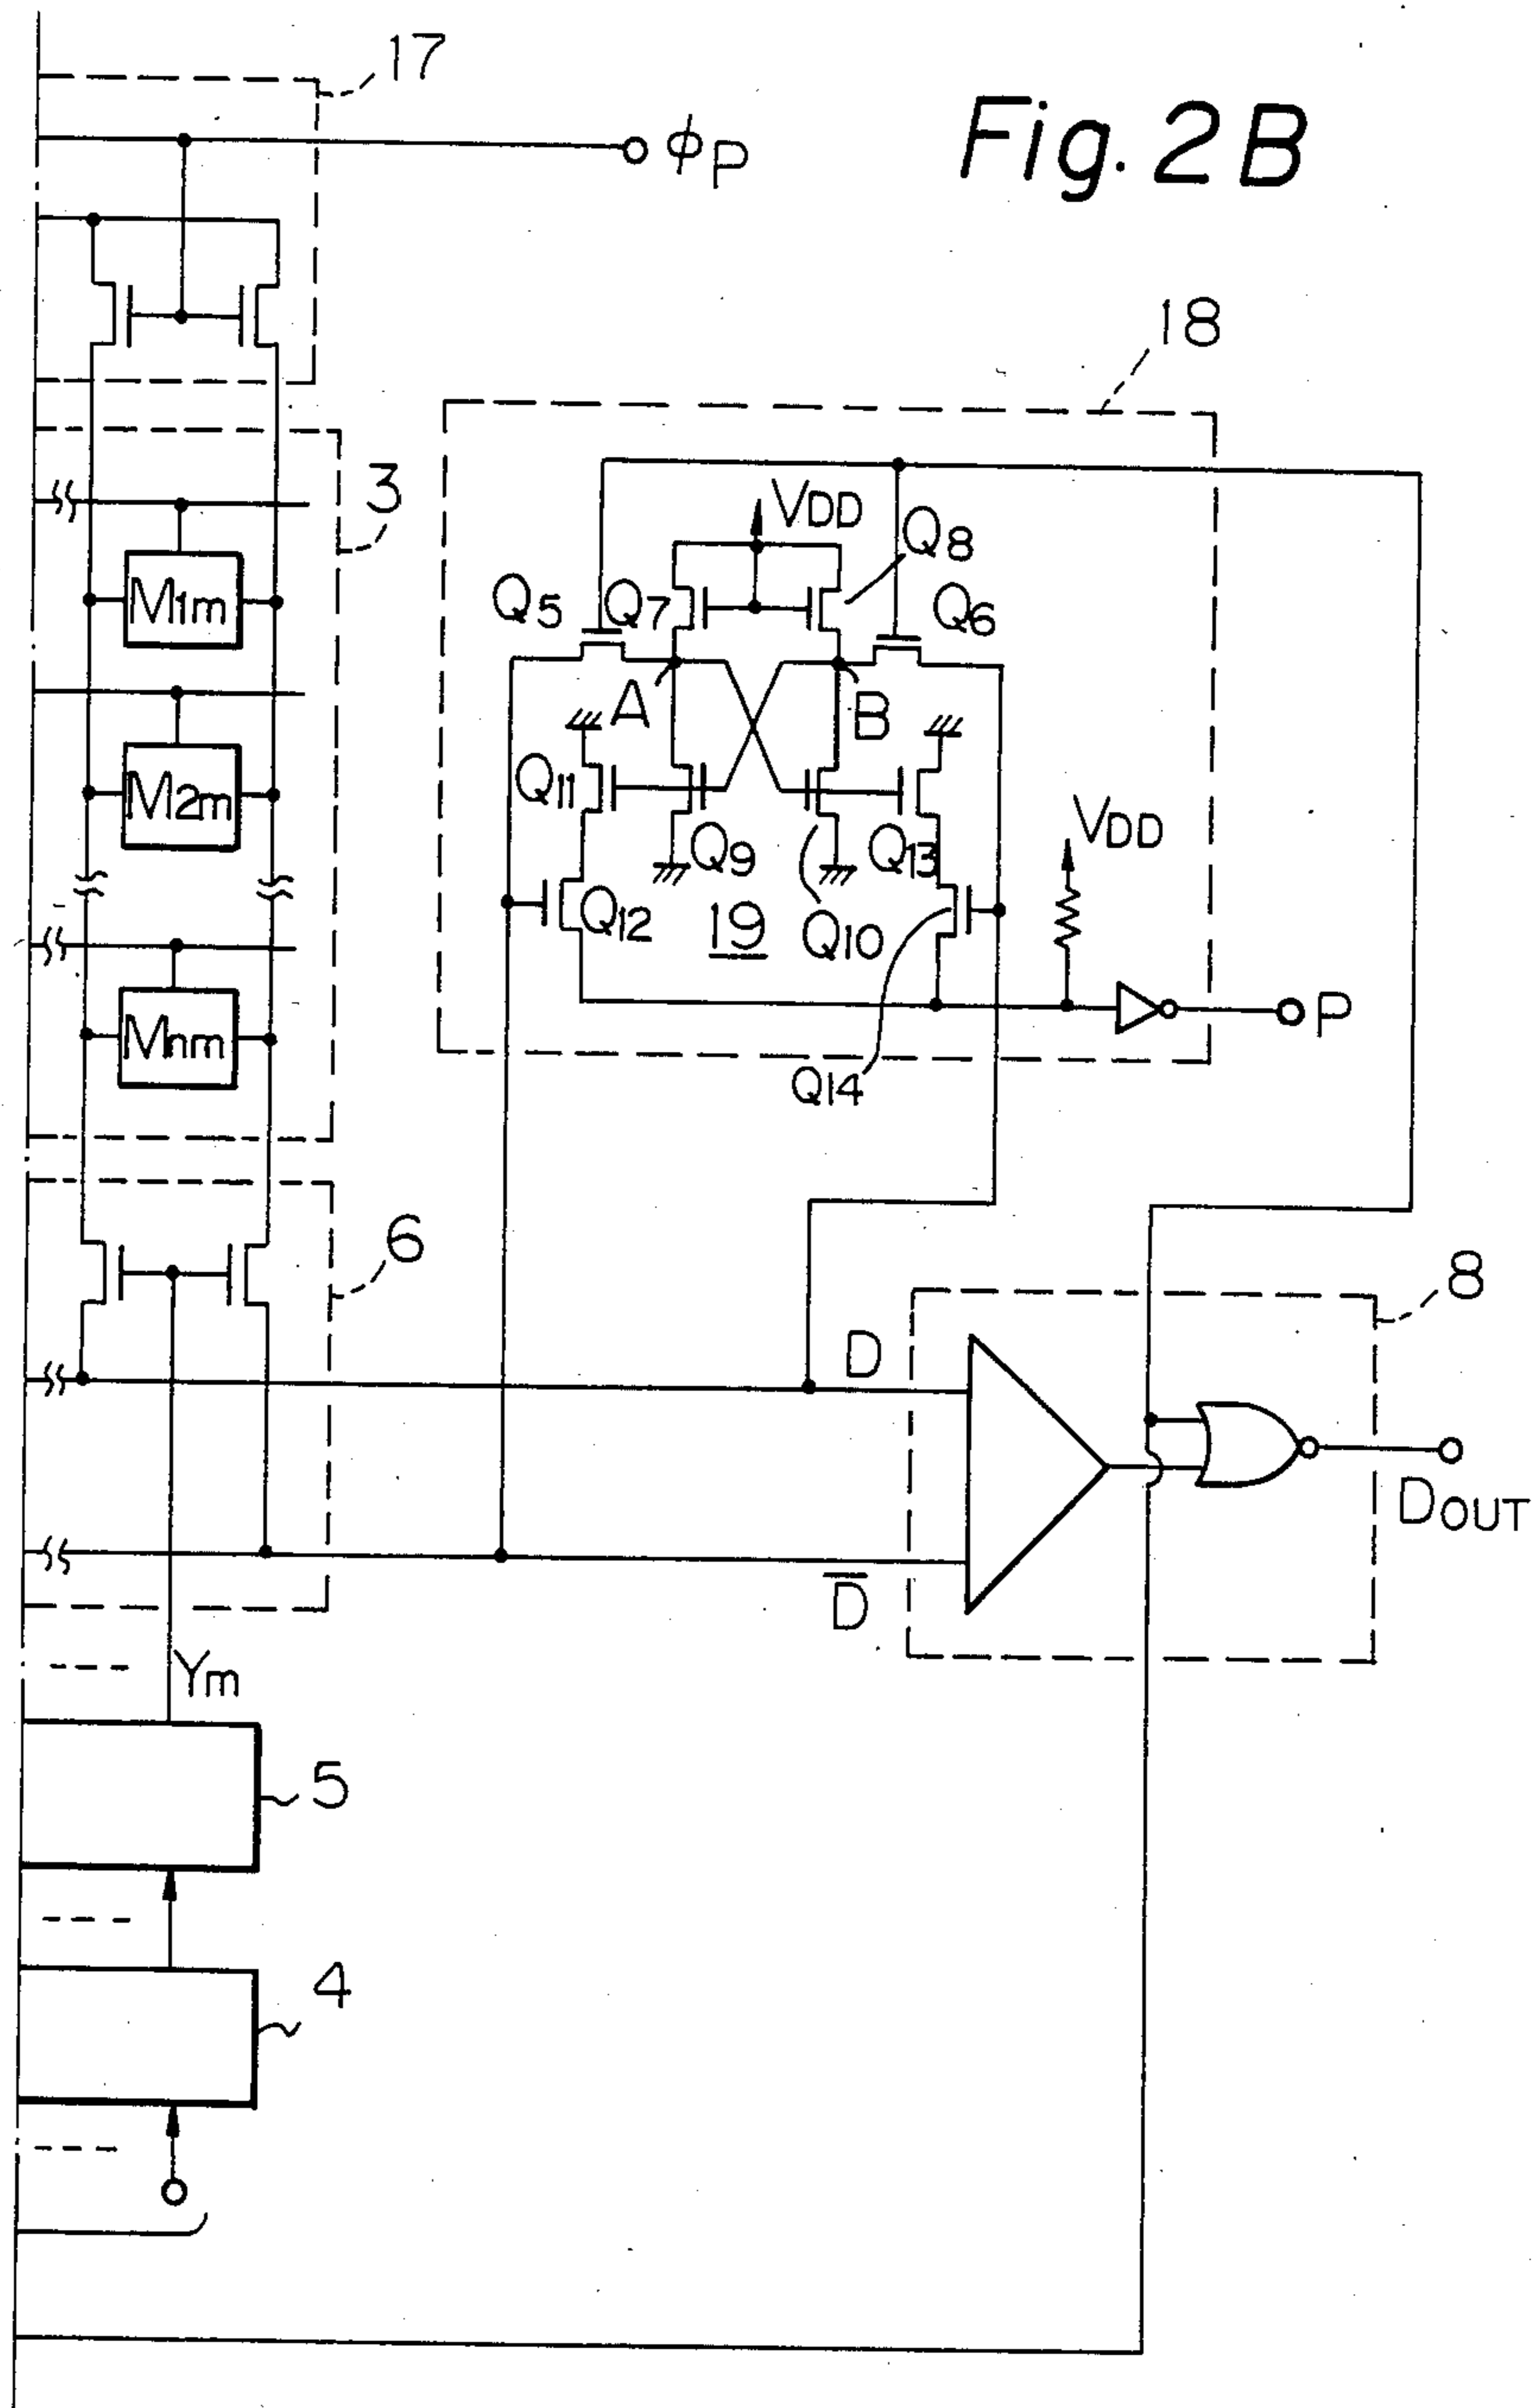 17
ϕP
Fig. 2B
18
3
VDD
Q8
Q5
Q7
Q6
M1m
A
B
Q11
M2m
Q9
Q13
VDD
Q12
19
Q10
P
Mnm
Q14
6
8
D
DOUT
D̅
Ym
5
4